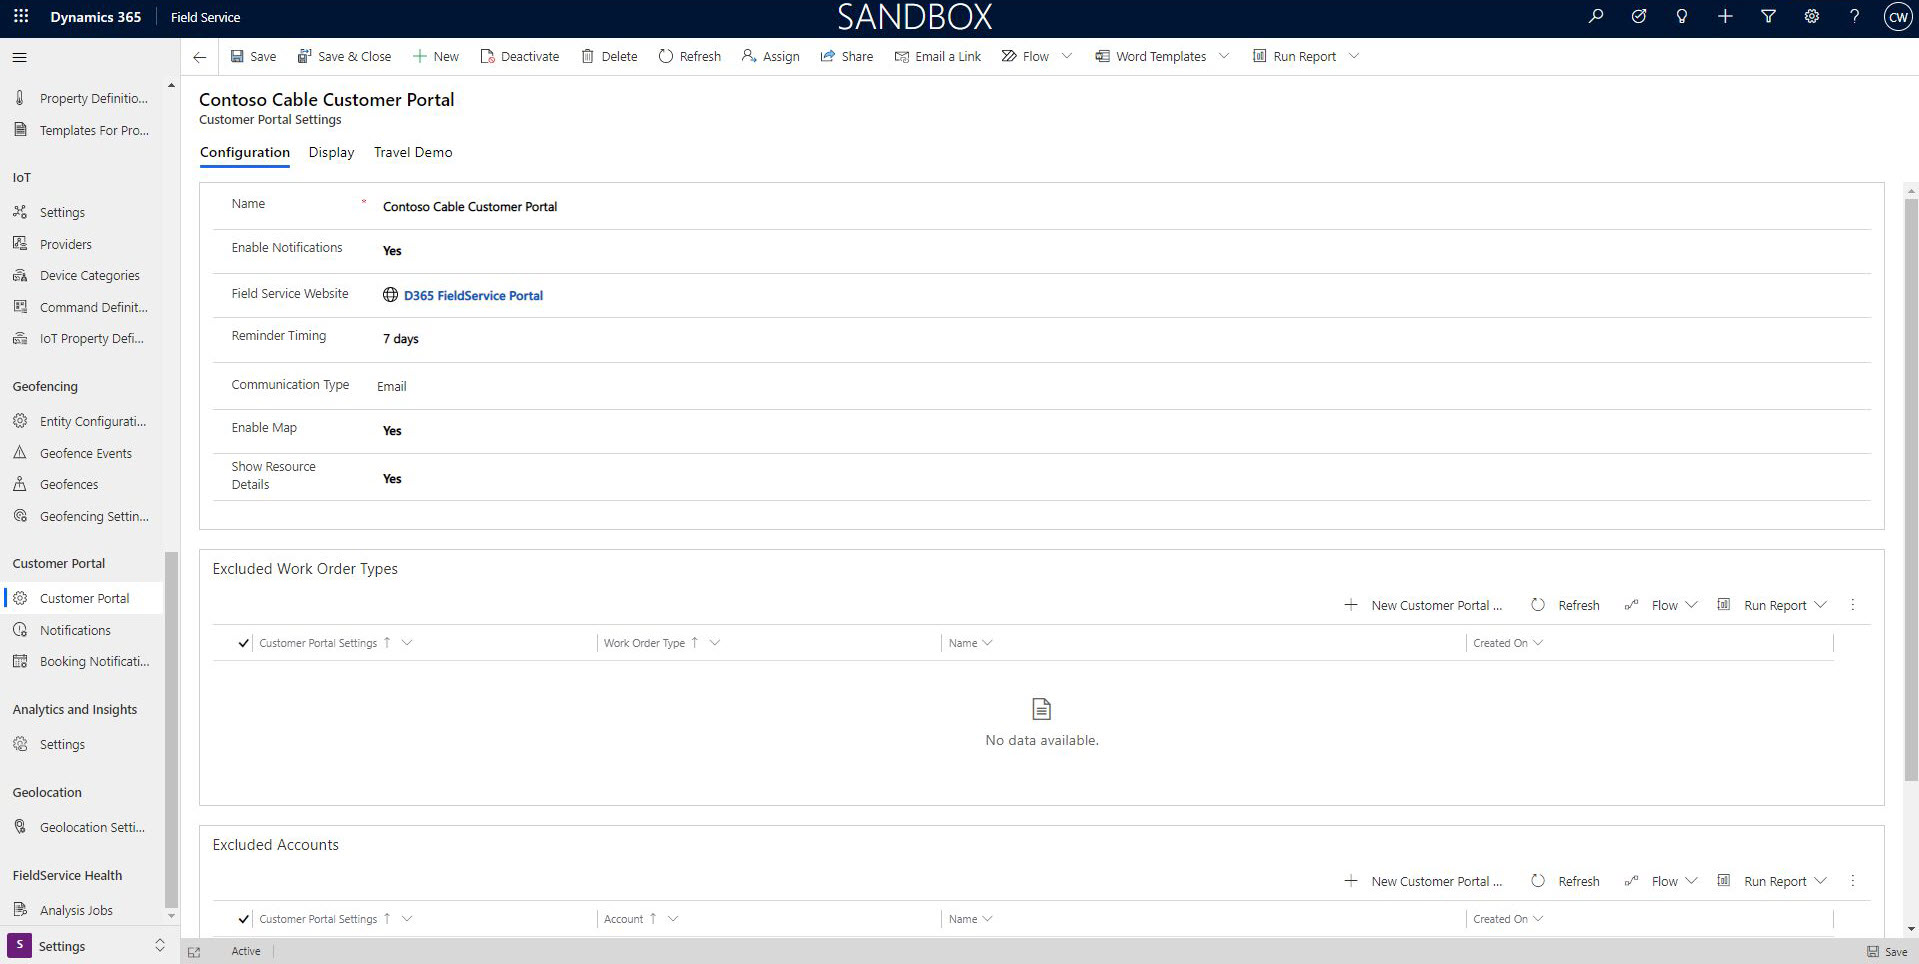 Dynamics 365 Field Service SANDBOX ? CW
Save Save & Close New Deactivate Delete Refresh Assign Share Email a Link Flow Word Templates Run Report
Property Definitio...
Templates For Pro...
IoT
Settings
Providers
Device Categories
Command Definit...
IoT Property Defi...
Geofencing
Entity Configurati...
Geofence Events
Geofences
Geofencing Settin...
Customer Portal
Customer Portal
Notifications
Booking Notificati...
Analytics and Insights
Settings
Geolocation
Geolocation Setti...
FieldService Health
Analysis Jobs
S Settings
Contoso Cable Customer Portal
Customer Portal Settings
Configuration Display Travel Demo
Name * Contoso Cable Customer Portal
Enable Notifications Yes
Field Service Website D365 FieldService Portal
Reminder Timing 7 days
Communication Type Email
Enable Map Yes
Show Resource
Details Yes
Excluded Work Order Types
New Customer Portal ... Refresh Flow Run Report
Customer Portal Settings Work Order Type Name Created On
No data available.
Excluded Accounts
New Customer Portal ... Refresh Flow Run Report
Customer Portal Settings Account Name Created On
Active Save